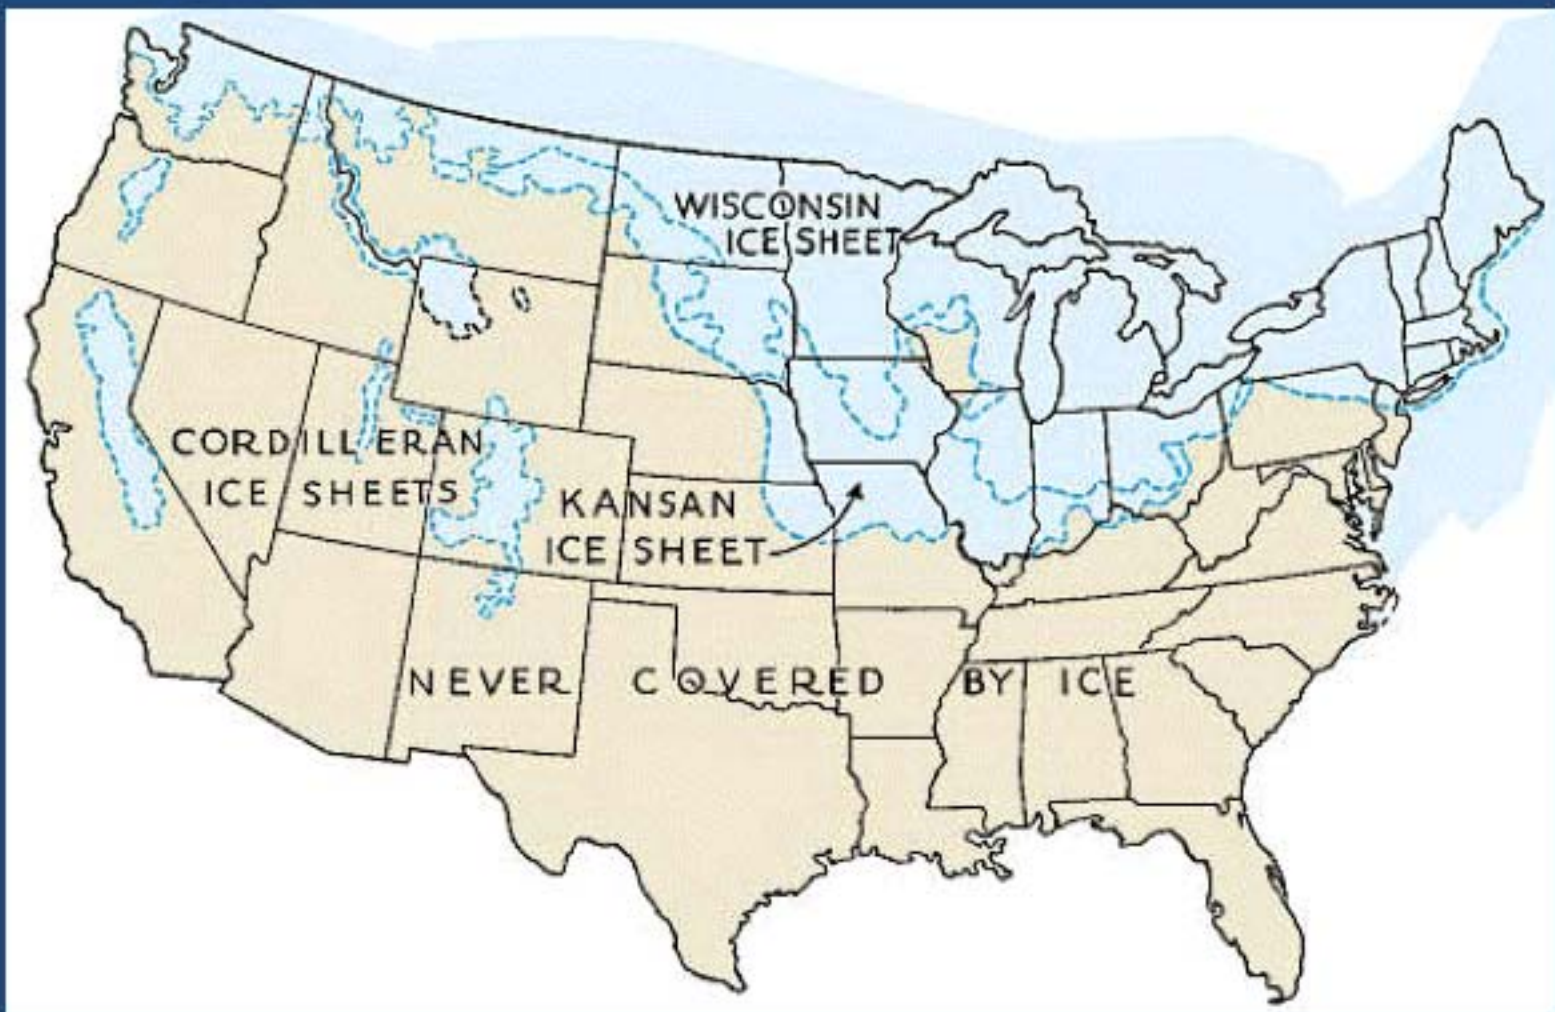 WISCONSIN
ICE SHEET
CORDILLERAN
ICE SHEETS
KANSAN
ICE SHEET
NEVER COVERED BY ICE